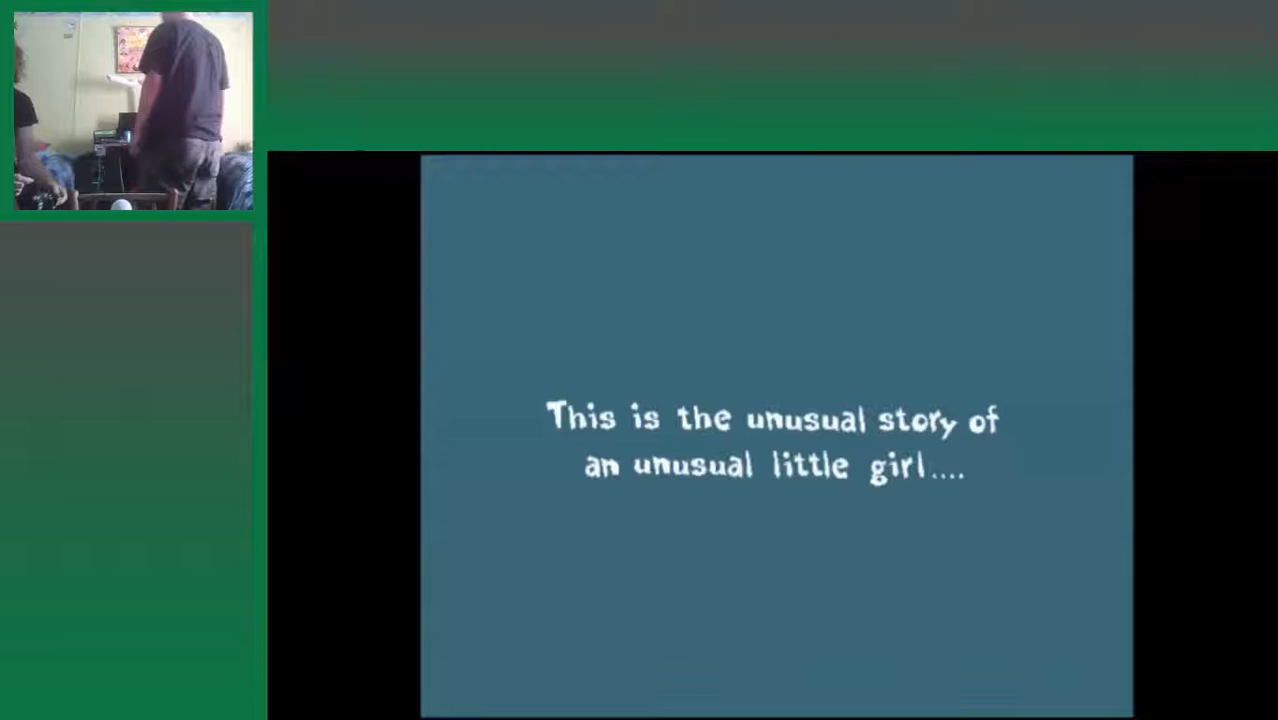 This is the unusual story of
an unusual little girl....